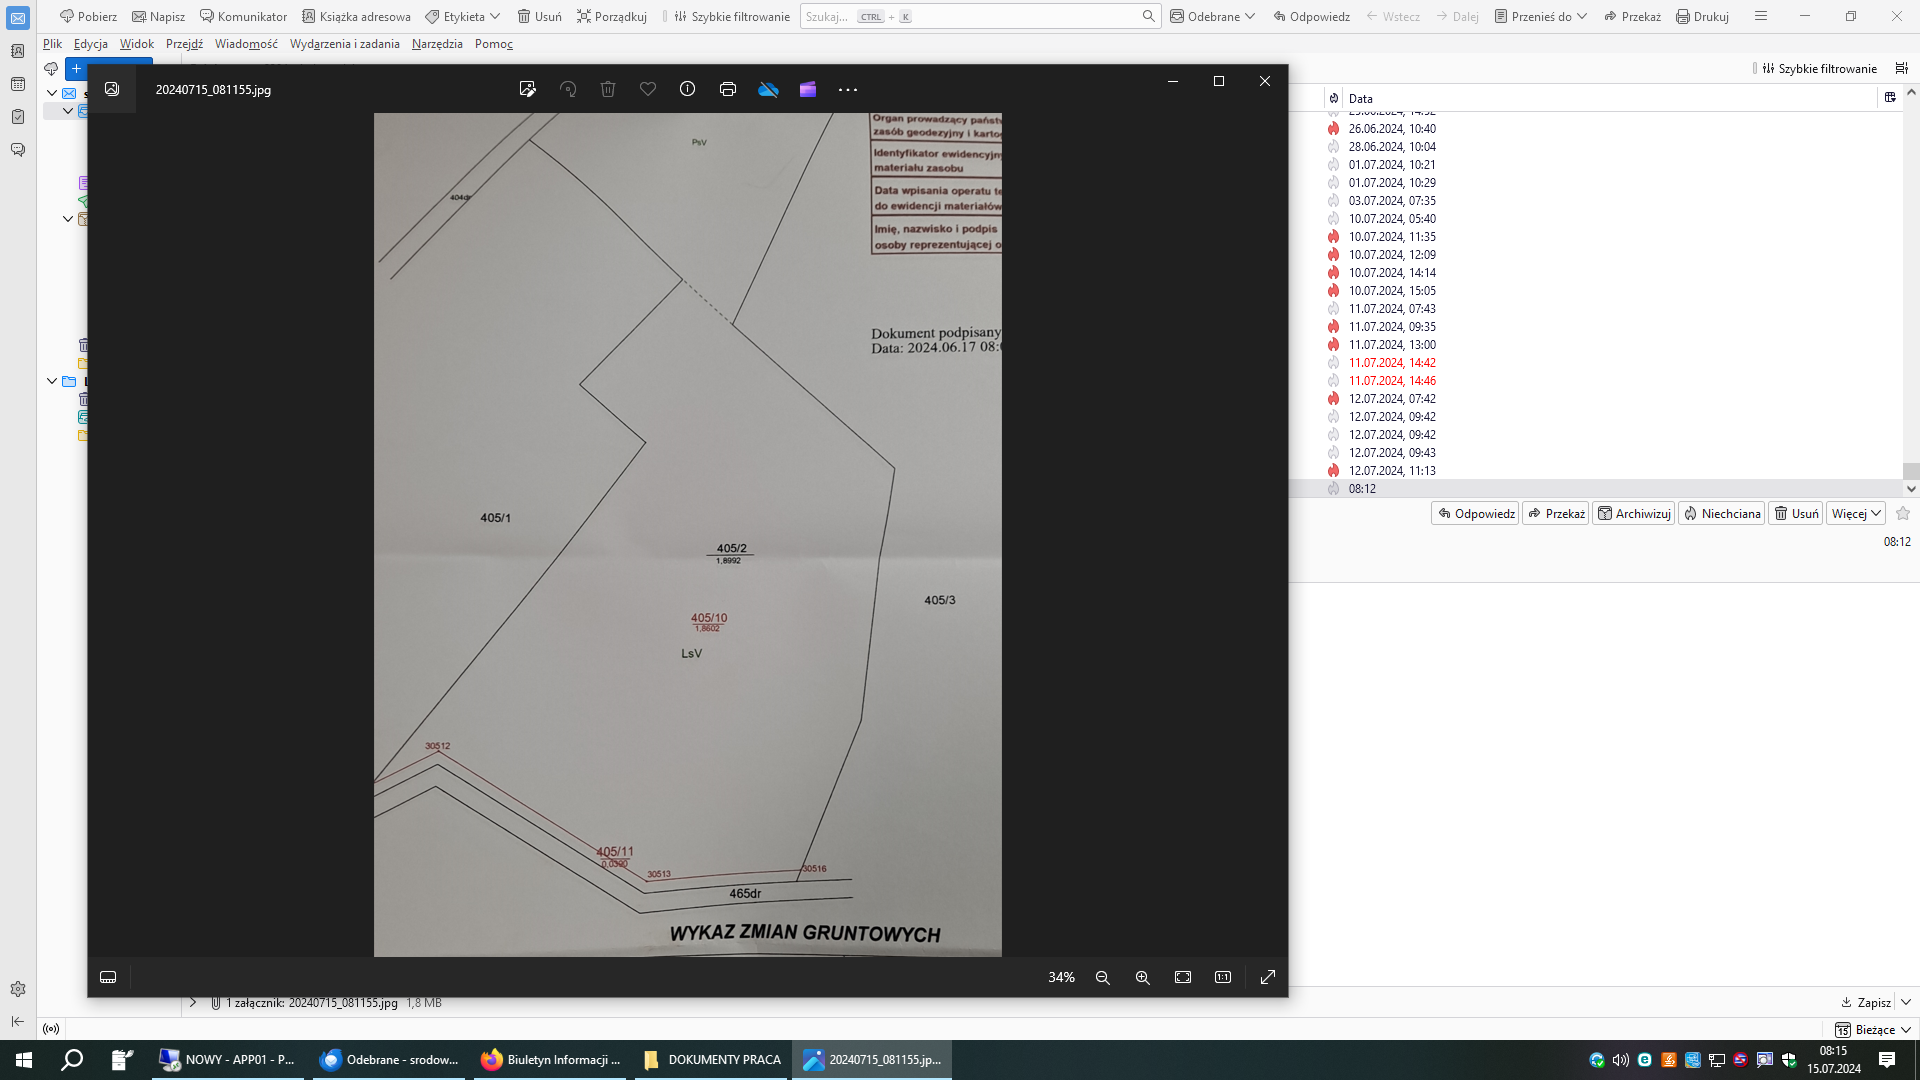 Pobierz
Napisz
Komunikator
Książka adresowa
Etykieta
Usuń
Porządkuj
Szybkie filtrowanie
Szukaj... CTRL + K
Odebrane
Odpowiedz
Wstecz
Dalej
Przenieś do
Przekaż
Drukuj
Plik
Edycja
Widok
Przejdź
Wiadomość
Wydarzenia i zadania
Narzędzia
Pomoc
Szybkie filtrowanie
20240715_081155.jpg
Data
26.06.2024, 10:40
28.06.2024, 10:04
01.07.2024, 10:21
01.07.2024, 10:29
03.07.2024, 07:35
10.07.2024, 05:40
10.07.2024, 11:35
10.07.2024, 12:09
10.07.2024, 14:14
10.07.2024, 15:05
11.07.2024, 07:43
11.07.2024, 09:35
11.07.2024, 13:00
11.07.2024, 14:42
11.07.2024, 14:46
12.07.2024, 07:42
12.07.2024, 09:42
12.07.2024, 09:42
12.07.2024, 09:43
12.07.2024, 11:13
08:12
Odpowiedz
Przekaż
Archiwizuj
Niechciana
Usuń
Więcej
08:12
Organ prowadzący państw
zasób geodezyjny i karto
Identyfikator ewidencyjny
materiału zasobu
Data wpisania operatu te
do ewidencji materiałów
Imię, nazwisko i podpis
osoby reprezentującej o
PsV
404dr
Dokument podpisany
Data: 2024.06.17 08:
405/1
405/2
1,8992
405/3
405/10
1,8602
LsV
30512
405/11
0,0390
30513
30516
465dr
WYKAZ ZMIAN GRUNTOWYCH
34%
1 załącznik: 20240715_081155.jpg 1,8 MB
Zapisz
15 Bieżące
NOWY - APP01 - P...
Odebrane - srodow...
Biuletyn Informacji ...
DOKUMENTY PRACA
20240715_081155.jp...
08:15
15.07.2024